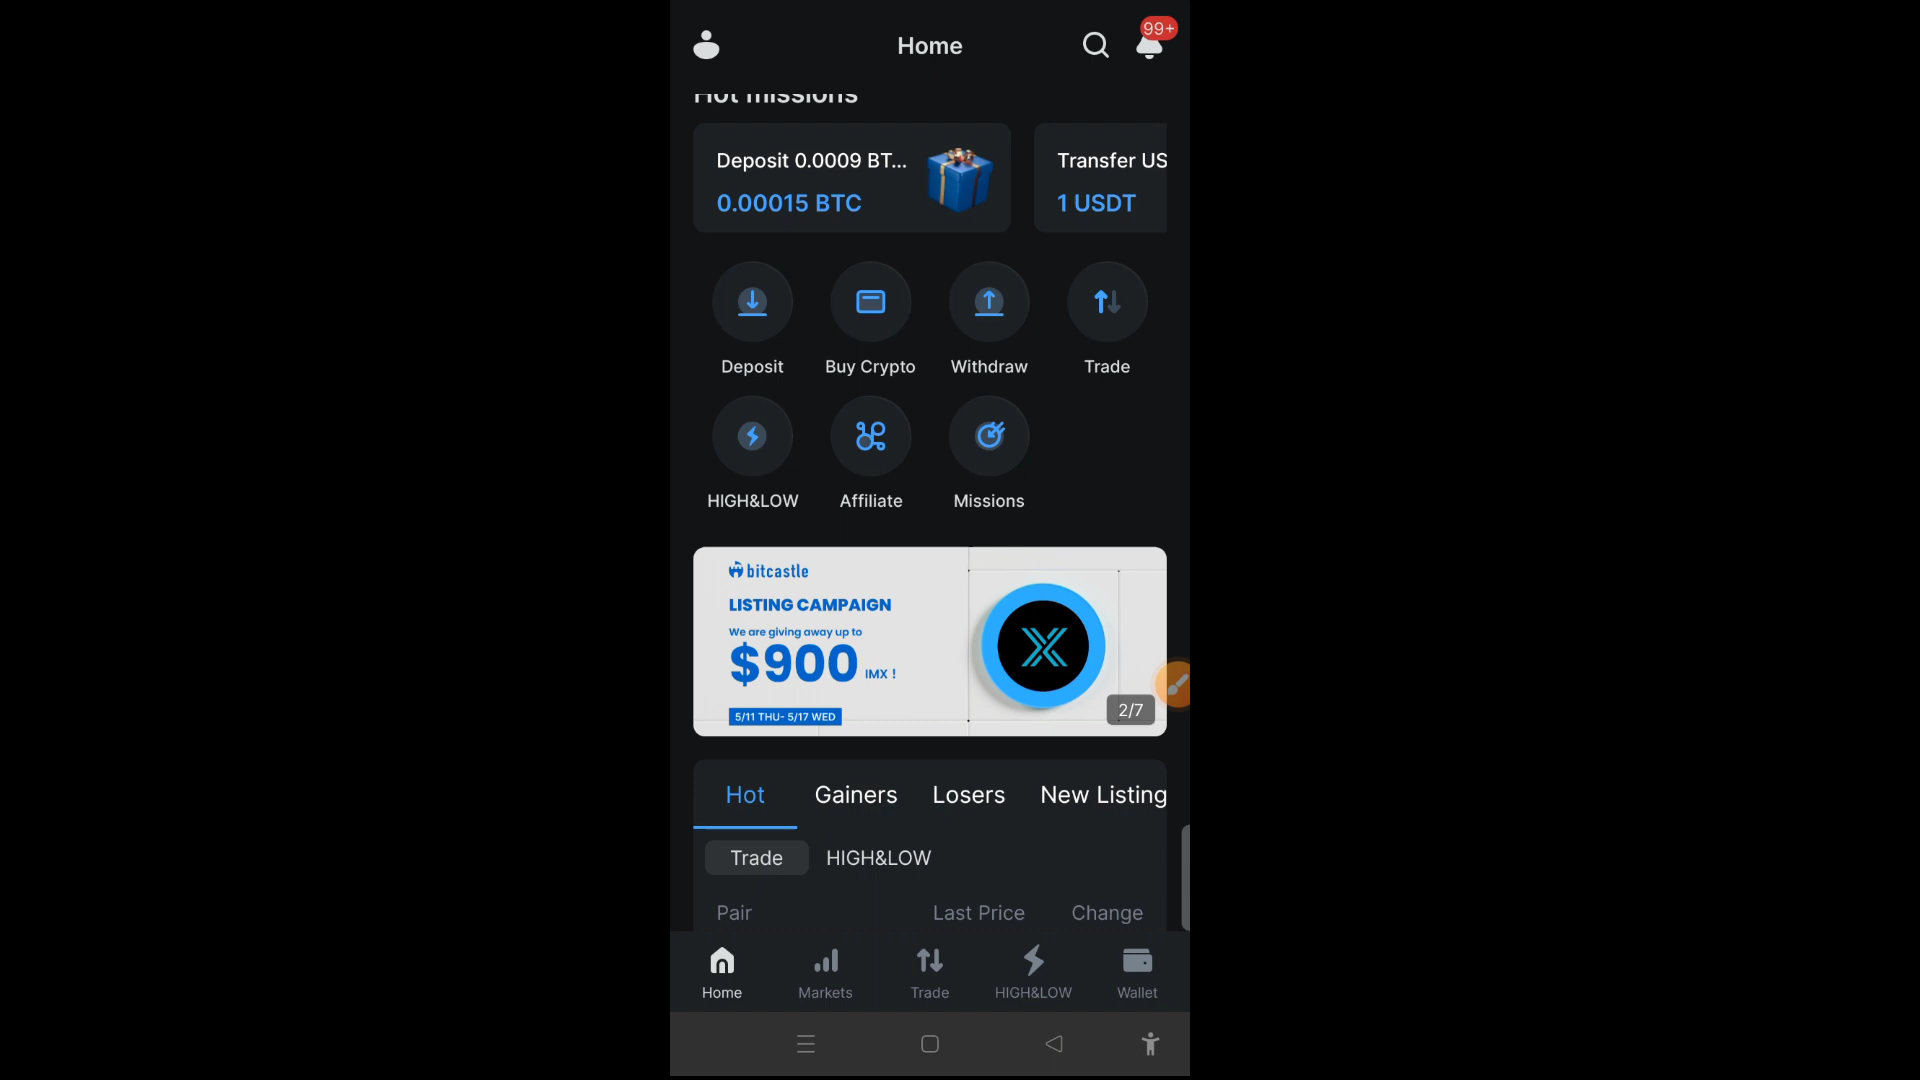 Home
99+
Hot missions
Deposit 0.0009 BT...
0.00015 BTC
Transfer US
1 USDT
Deposit
Buy Crypto
Withdraw
Trade
HIGH&LOW
Affiliate
Missions
bitcastle
LISTING CAMPAIGN
We are giving away up to
$900 IMX !
5/11 THU- 5/17 WED
2/7
Hot
Gainers
Losers
New Listing
Trade
HIGH&LOW
Pair
Last Price
Change
Home
Markets
Trade
HIGH&LOW
Wallet